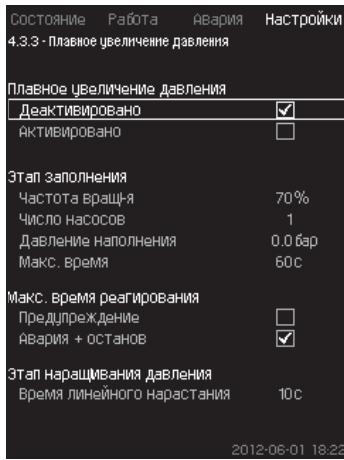 Состояние Работа Авария Настройки
4.3.3 - Плавное увеличение давления
Плавное увеличение давления
Деактивировано
Активировано
Этап заполнения
Частота вращ-я 70%
Число насосов 1
Давление наполнения 0.0 бар
Макс. время 60с
Макс. время реагирования
Предупреждение
Авария + останов
Этап наращивания давления
Время линейного нарастания 10с
2012-06-01 18:22